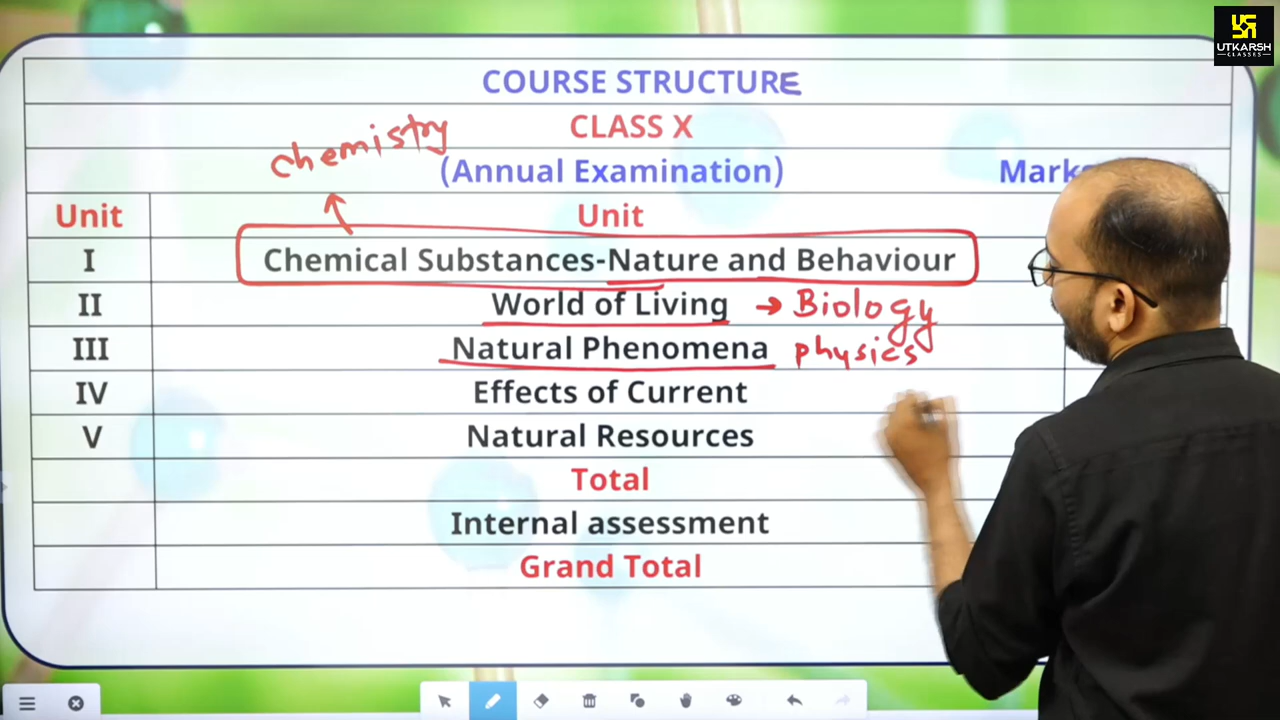 UTKARSH
CLASSES
COURSE STRUCTURE
CLASS X
chemistry
(Annual Examination)
Unit Unit
I Chemical Substances-Nature and Behaviour
II World of Living → Biology
III Natural Phenomena physics
IV Effects of Current
V Natural Resources
Total
Internal assessment
Grand Total